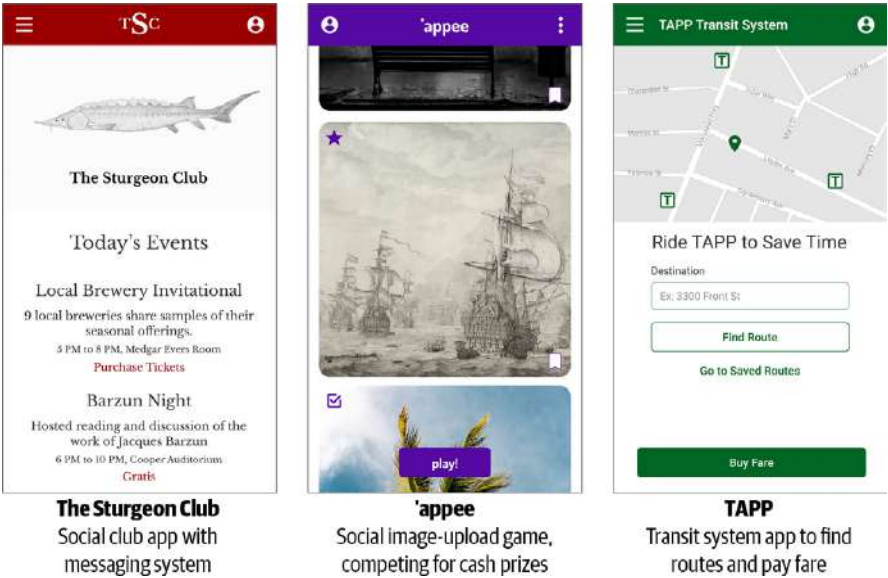 TSC
The Sturgeon Club
Today's Events
Local Brewery Invitational
9 local breweries share samples of their
seasonal offerings.
5 PM to 8 PM, Medgar Evers Room
Purchase Tickets
Barzun Night
Hosted reading and discussion of the
work of Jacques Barzun
6 PM to 10 PM, Cooper Auditorium
Gratis
The Sturgeon Club
Social club app with
messaging system
'appee
play!
'appee
Social image-upload game,
competing for cash prizes
TAPP Transit System
T
T
T
Ride TAPP to Save Time
Destination
Ex: 3300 Front St
Find Route
Go to Saved Routes
Buy Fare
TAPP
Transit system app to find
routes and pay fare